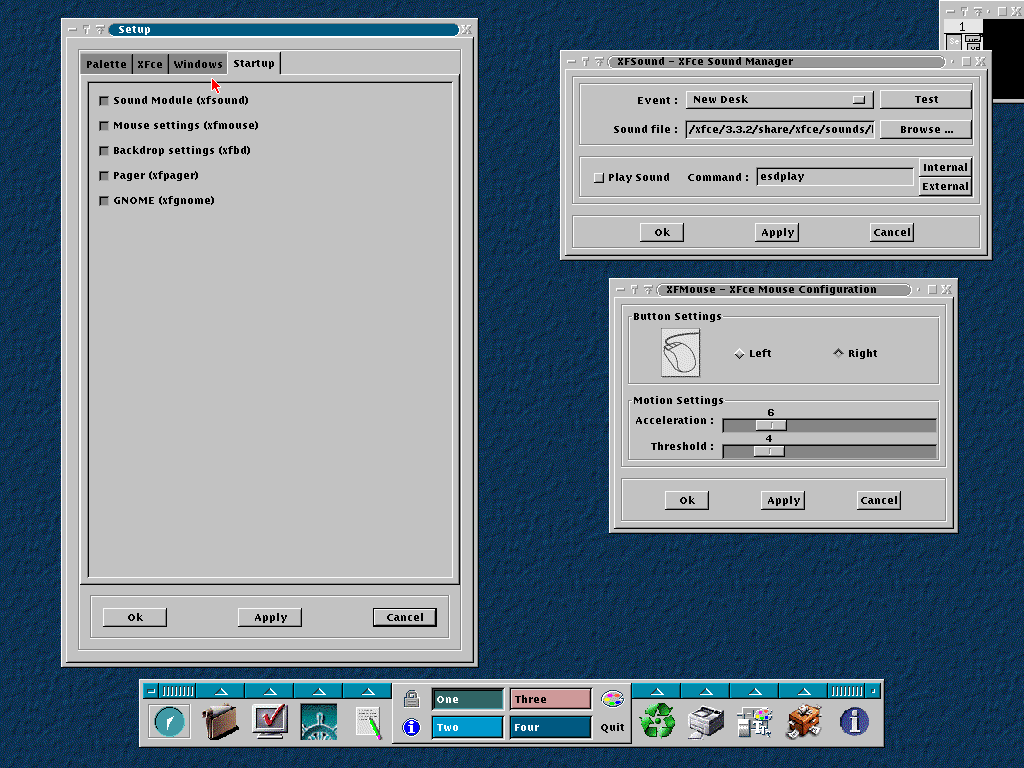 Setup
Palette XFce Windows Startup
Sound Module (xfsound)
Mouse settings (xfmouse)
Backdrop settings (xfbd)
Pager (xfpager)
GNOME (xfgnome)
Ok Apply Cancel
1
XFSound – XFce Sound Manager
Event : New Desk Test
Sound file : /xfce/3.3.2/share/xfce/sounds/ Browse ...
Play Sound Command : esdplay Internal
External
Ok Apply Cancel
XFMouse – XFce Mouse Configuration
Button Settings
Left Right
Motion Settings
6
Acceleration :
4
Threshold :
Ok Apply Cancel
One Three
Two Four Quit